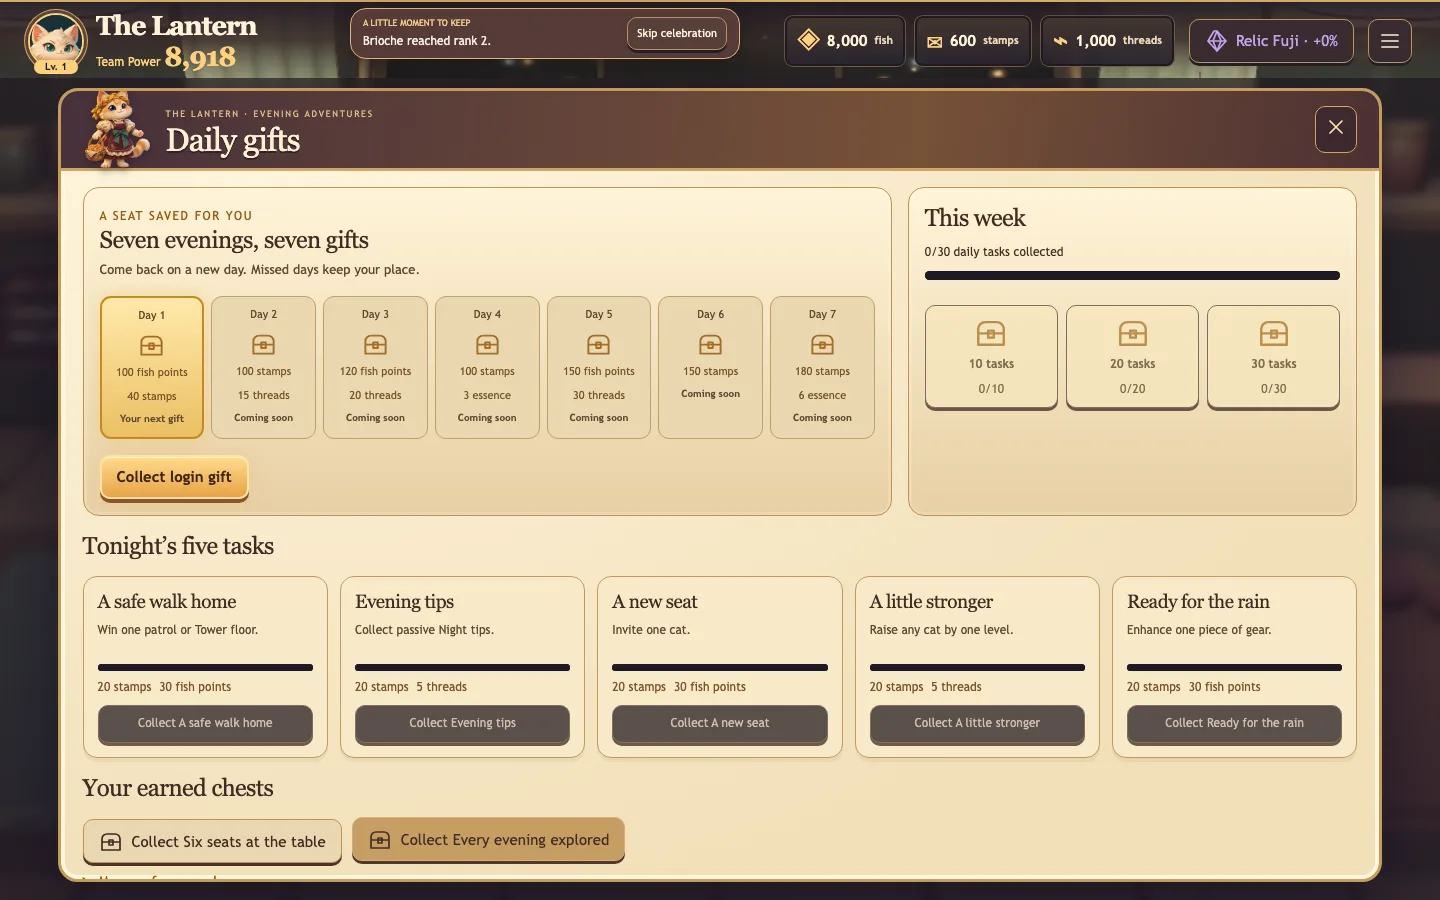 The Lantern
Team Power 8,918
Lv. 1
A LITTLE MOMENT TO KEEP
Brioche reached rank 2.
Skip celebration
8,000 fish
600 stamps
1,000 threads
Relic Fuji · +0%
THE LANTERN · EVENING ADVENTURES
Daily gifts
A SEAT SAVED FOR YOU
Seven evenings, seven gifts
Come back on a new day. Missed days keep your place.
Day 1
100 fish points
40 stamps
Your next gift
Day 2
100 stamps
15 threads
Coming soon
Day 3
120 fish points
20 threads
Coming soon
Day 4
100 stamps
3 essence
Coming soon
Day 5
150 fish points
30 threads
Coming soon
Day 6
150 stamps
Coming soon
Day 7
180 stamps
6 essence
Coming soon
Collect login gift
This week
0/30 daily tasks collected
10 tasks
0/10
20 tasks
0/20
30 tasks
0/30
Tonight's five tasks
A safe walk home
Win one patrol or Tower floor.
20 stamps 30 fish points
Collect A safe walk home
Evening tips
Collect passive Night tips.
20 stamps 5 threads
Collect Evening tips
A new seat
Invite one cat.
20 stamps 30 fish points
Collect A new seat
A little stronger
Raise any cat by one level.
20 stamps 5 threads
Collect A little stronger
Ready for the rain
Enhance one piece of gear.
20 stamps 30 fish points
Collect Ready for the rain
Your earned chests
Collect Six seats at the table
Collect Every evening explored